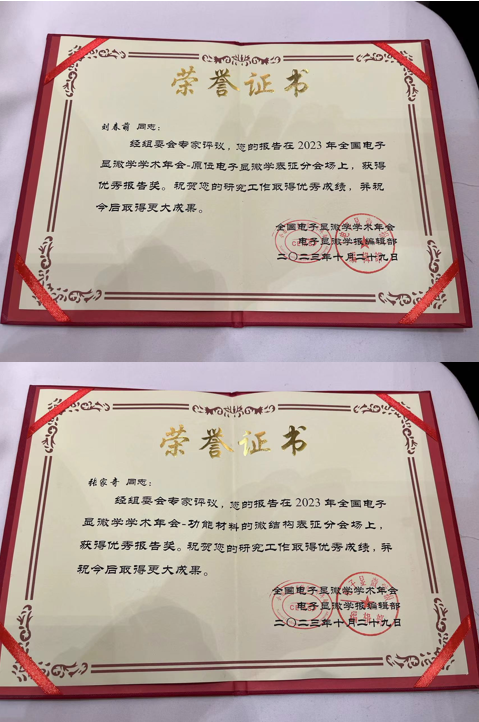 荣誉证书
刘春萌 同志：
经组委会专家评议，您的报告在 2023 年全国电子
显微学学术年会-原位电子显微学表征分会场上，获得
优秀报告奖。祝贺您的研究工作取得优秀成绩，并祝
今后取得更大成果。
全国电子显微学学术年会
电子显微学报编辑部
二〇二三年十月二十九日
荣誉证书
张家奇 同志：
经组委会专家评议，您的报告在 2023 年全国电子
显微学学术年会-功能材料的微结构表征分会场上，
获得优秀报告奖。祝贺您的研究工作取得优秀成绩，并
祝今后取得更大成果。
全国电子显微学学术年会
电子显微学报编辑部
二〇二三年十月二十九日